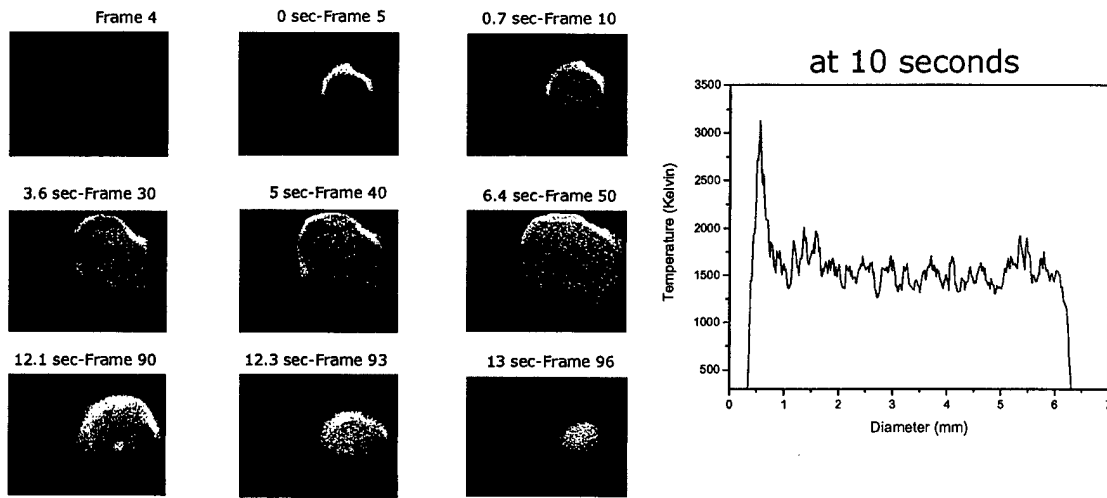 Frame 4
0 sec-Frame 5
0.7 sec-Frame 10
3.6 sec-Frame 30
5 sec-Frame 40
6.4 sec-Frame 50
12.1 sec-Frame 90
12.3 sec-Frame 93
13 sec-Frame 96
at 10 seconds
3500
3000
2500
2000
1500
1000
500
Temperature (Kelvin)
0 1 2 3 4 5 6 7
Diameter (mm)